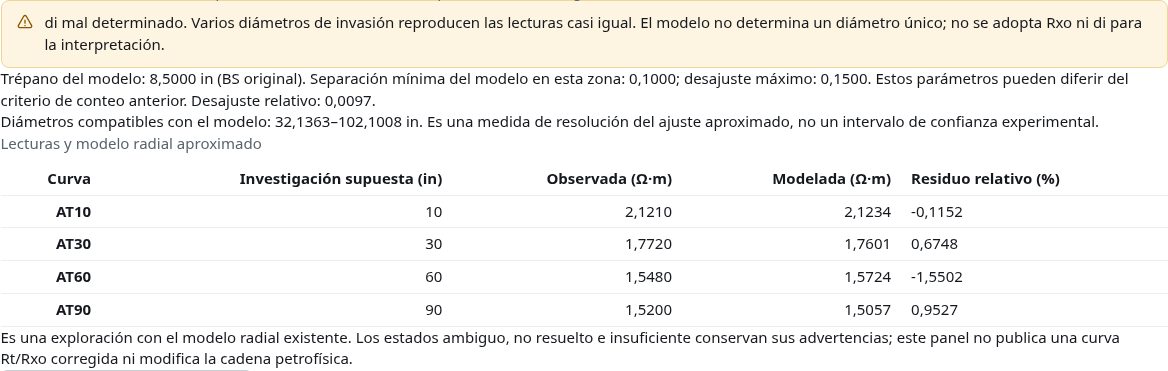 di mal determinado. Varios diámetros de invasión reproducen las lecturas casi igual. El modelo no determina un diámetro único; no se adopta Rxo ni di para
la interpretación.
Trépano del modelo: 8,5000 in (BS original). Separación mínima del modelo en esta zona: 0,1000; desajuste máximo: 0,1500. Estos parámetros pueden diferir del
criterio de conteo anterior. Desajuste relativo: 0,0097.
Diámetros compatibles con el modelo: 32,1363–102,1008 in. Es una medida de resolución del ajuste aproximado, no un intervalo de confianza experimental.
Lecturas y modelo radial aproximado
Curva Investigación supuesta (in) Observada (Ω·m) Modelada (Ω·m) Residuo relativo (%)
AT10 10 2,1210 2,1234 -0,1152
AT30 30 1,7720 1,7601 0,6748
AT60 60 1,5480 1,5724 -1,5502
AT90 90 1,5200 1,5057 0,9527
Es una exploración con el modelo radial existente. Los estados ambiguo, no resuelto e insuficiente conservan sus advertencias; este panel no publica una curva
Rt/Rxo corregida ni modifica la cadena petrofísica.